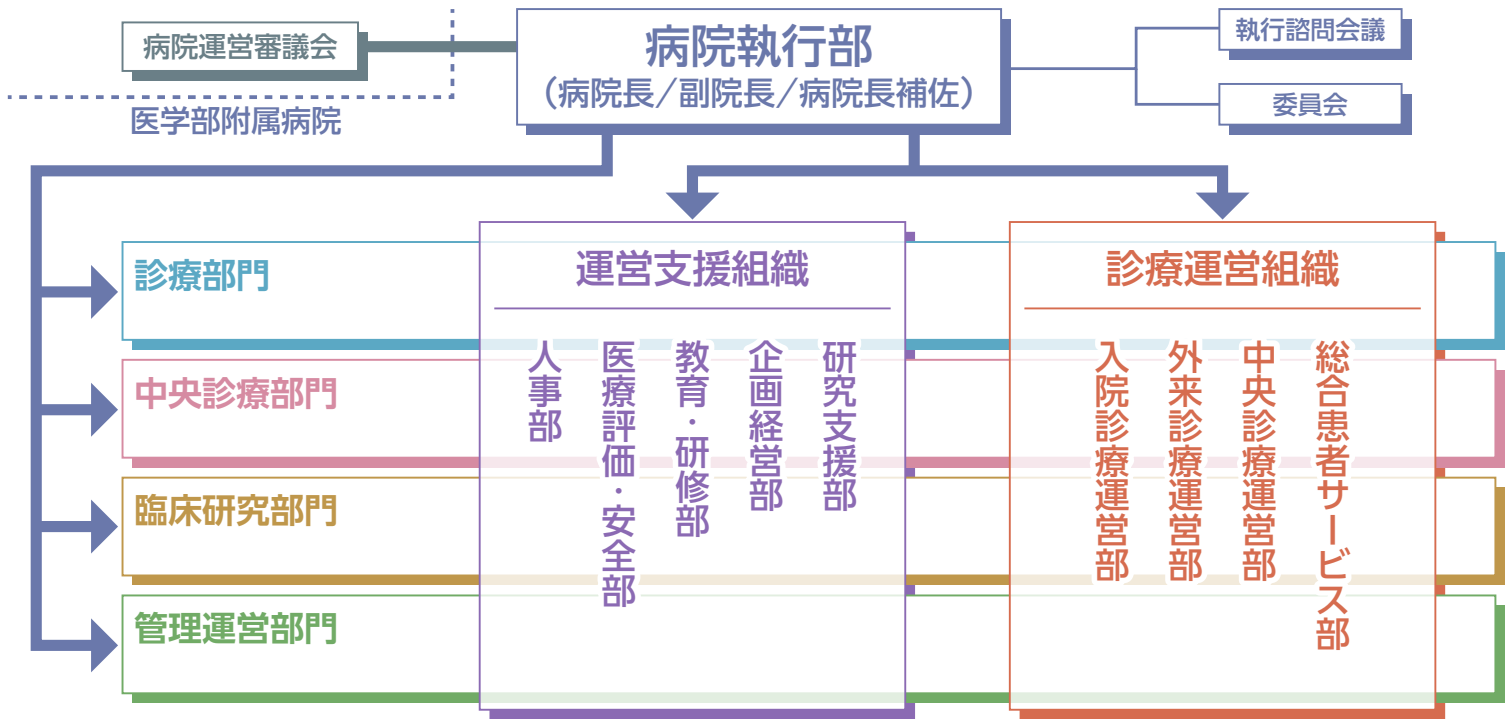 病院運営審議会
医学部附属病院
病院執行部
(病院長/副院長/病院長補佐)
執行諮問会議
委員会
診療部門
中央診療部門
臨床研究部門
管理運営部門
運営支援組織
人事部
医療評価・安全部
教育・研修部
企画経営部
研究支援部
診療運営組織
入院診療運営部
外来診療運営部
中央診療運営部
総合患者サービス部